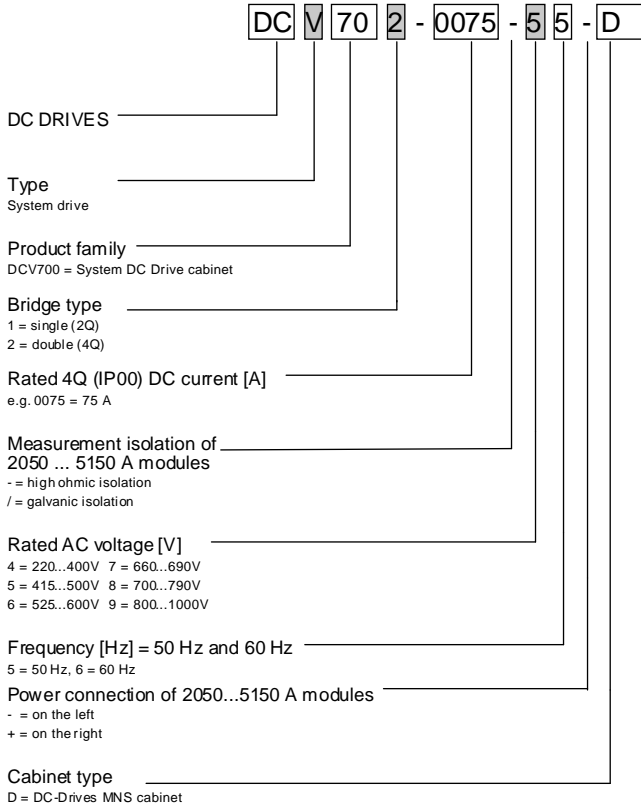 DC V 70 2 - 0075 - 5 5 - D
DC DRIVES
Type
System drive
Product family
DCV700 = System DC Drive cabinet
Bridge type
1 = single (2Q)
2 = double (4Q)
Rated 4Q (IP00) DC current [A]
e.g. 0075 = 75 A
Measurement isolation of
2050 ... 5150 A modules
- = high ohmic isolation
/ = galvanic isolation
Rated AC voltage [V]
4 = 220...400V 7 = 660...690V
5 = 415...500V 8 = 700...790V
6 = 525...600V 9 = 800...1000V
Frequency [Hz] = 50 Hz and 60 Hz
5 = 50 Hz, 6 = 60 Hz
Power connection of 2050...5150 A modules
- = on the left
+ = on the right
Cabinet type
D = DC-Drives MNS cabinet